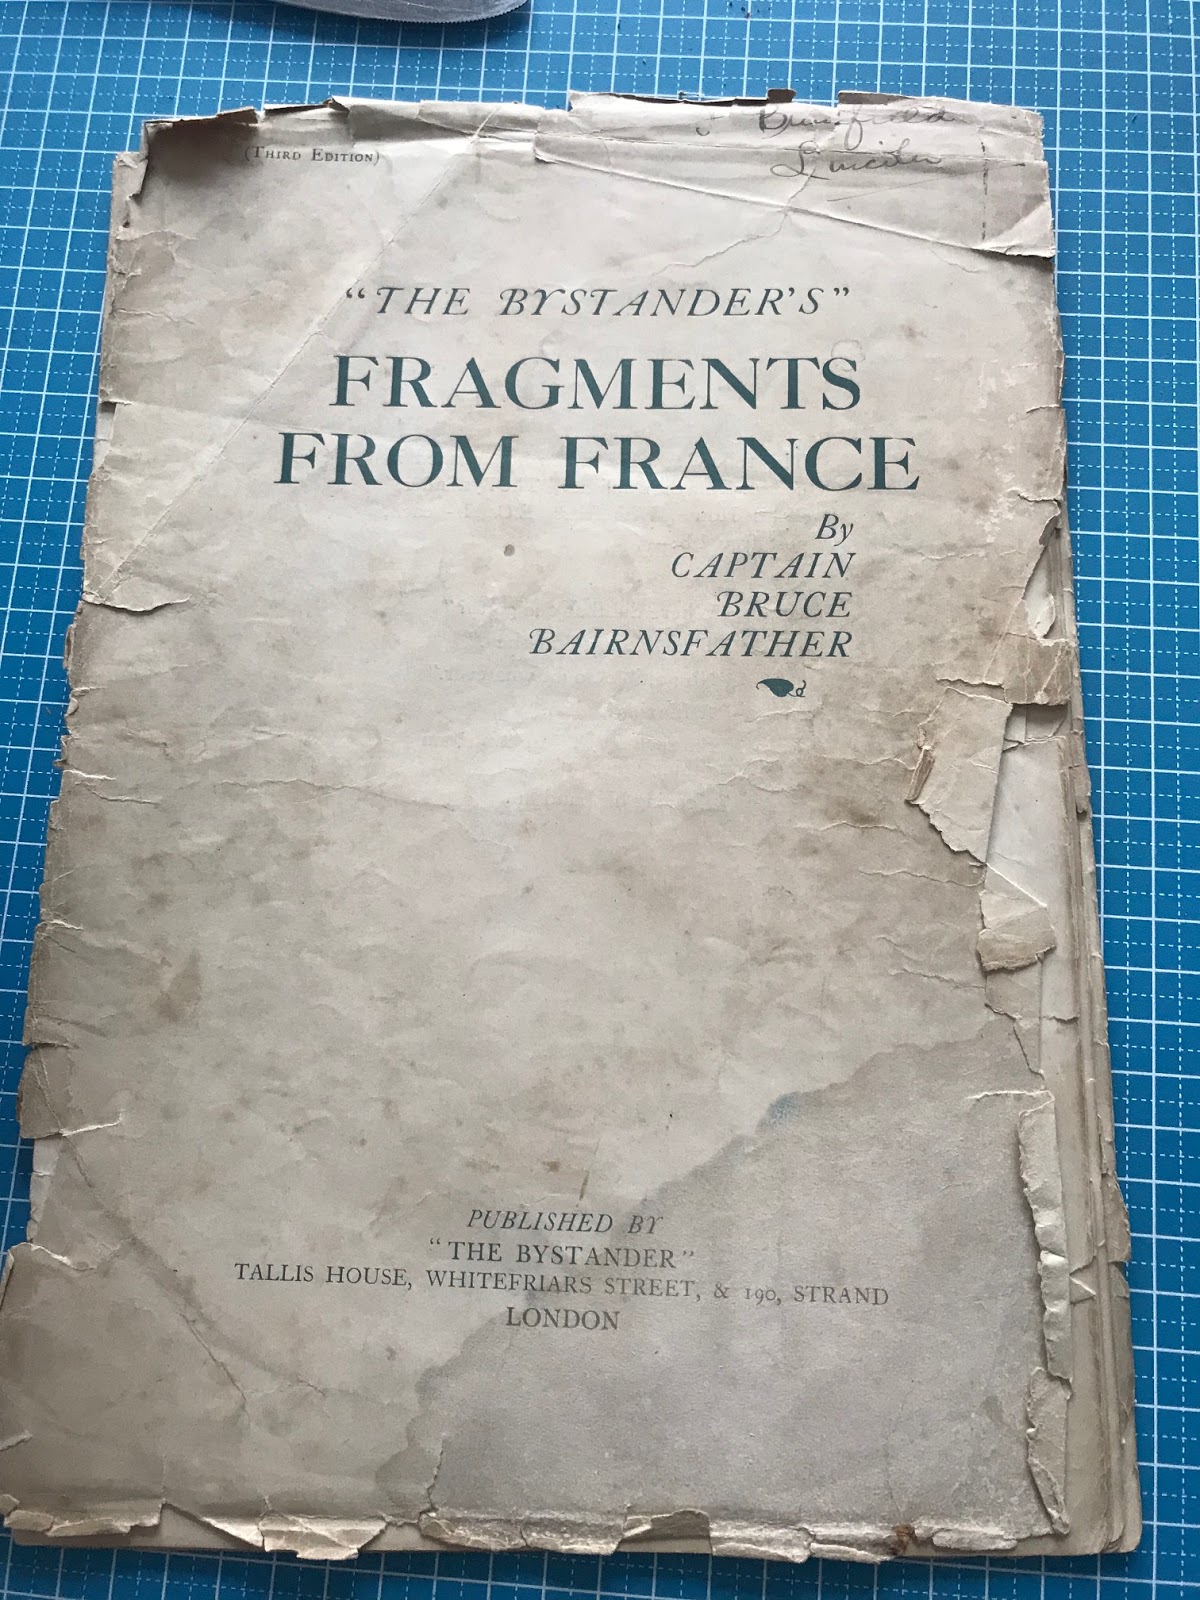 (THIRD EDITION)
Lincoln
"THE BYSTANDER'S"
FRAGMENTS
FROM FRANCE
By
CAPTAIN
BRUCE
BAIRNSFATHER
PUBLISHED BY
"THE BYSTANDER"
TALLIS HOUSE, WHITEFRIARS STREET, & 190, STRAND
LONDON